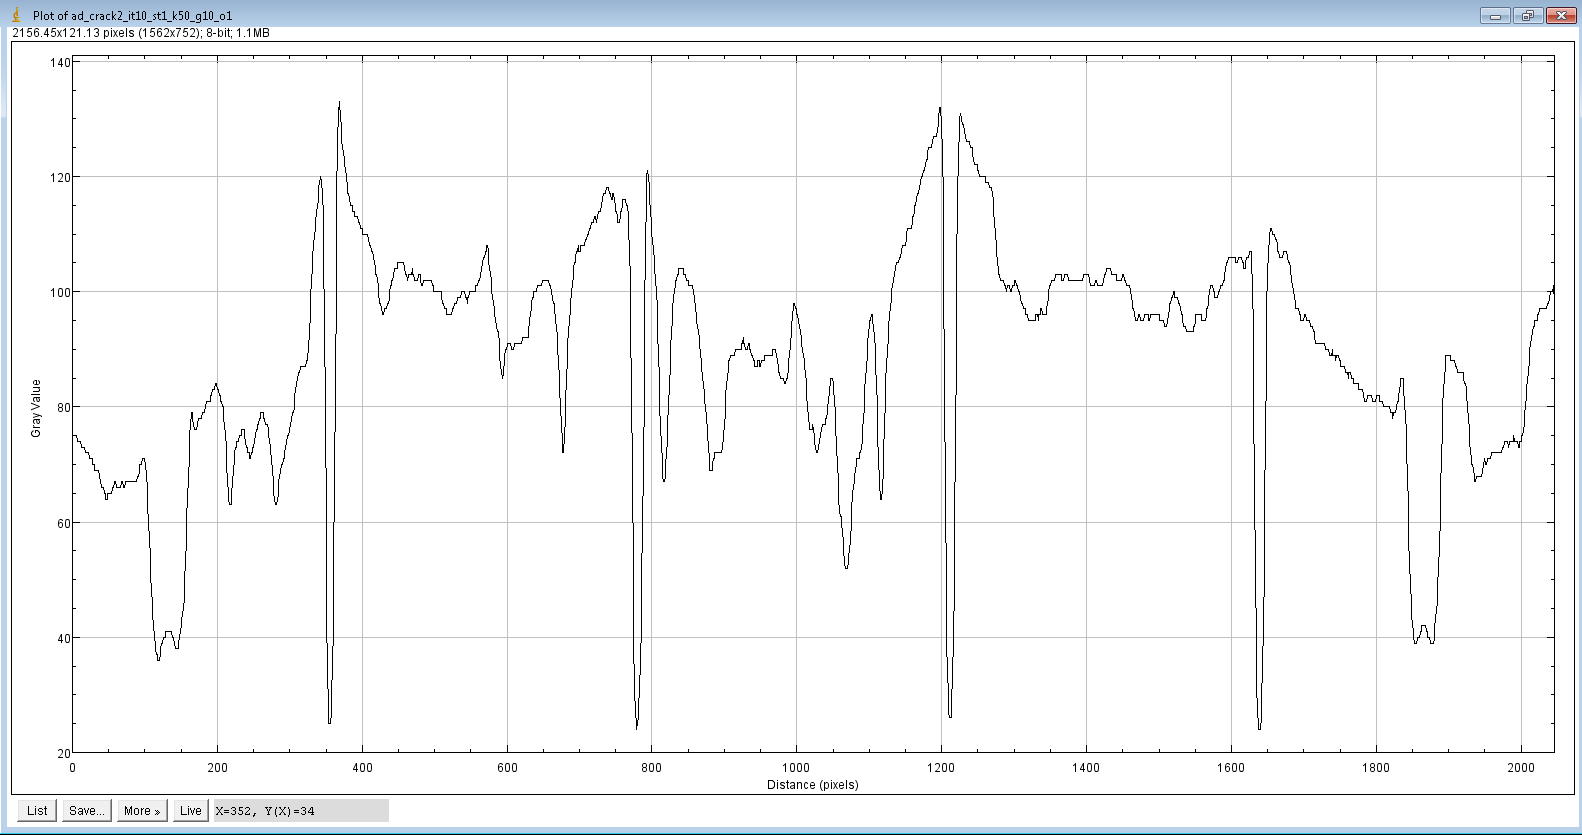 Plot of ad_crack2_it10_st1_k50_g10_o1
2156.45x121.13 pixels (1562x752); 8-bit; 1.1MB
140
120
100
80
60
40
20
Gray Value
0 200 400 600 800 1000 1200 1400 1600 1800 2000
Distance (pixels)
List Save... More » Live X=352, Y(X)=34